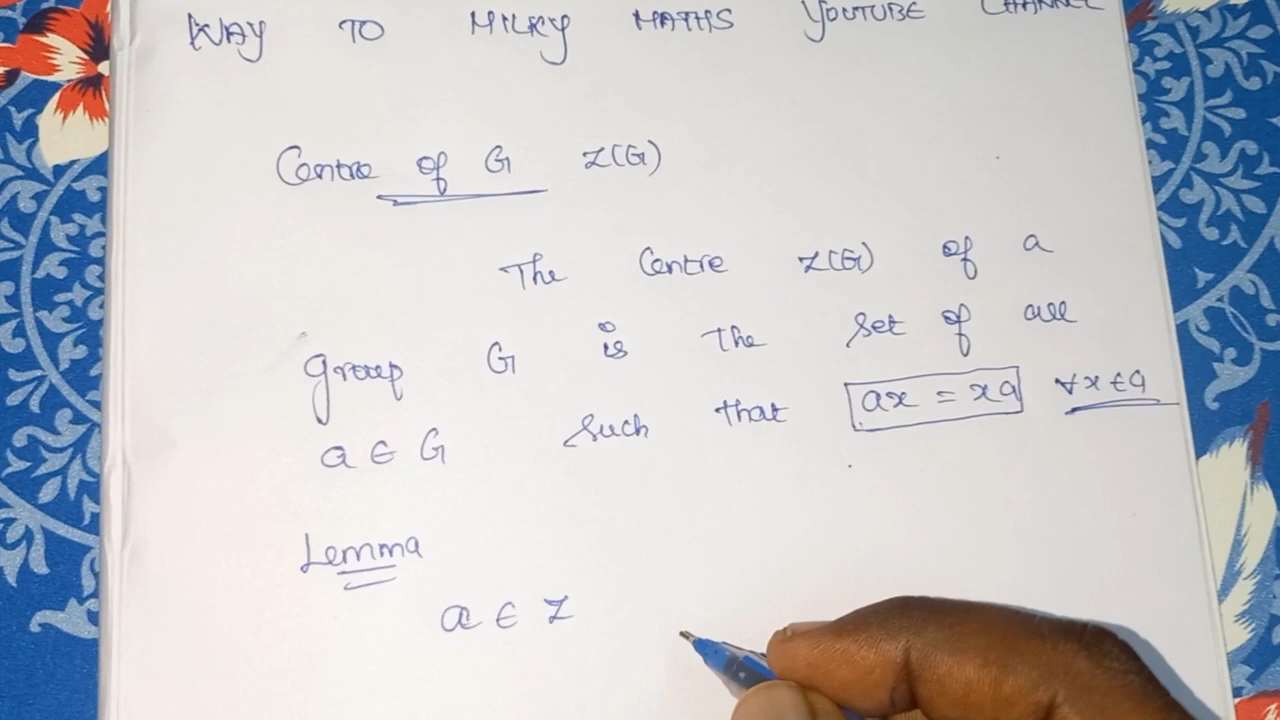 WAY TO MILKY MATHS YOUTUBE CHANNEL
Centre of G Z(G)
The Centre Z(G) of a
group G is the set of all
a ∈ G such that ax = xa ∀x∈G
Lemma
a ∈ Z